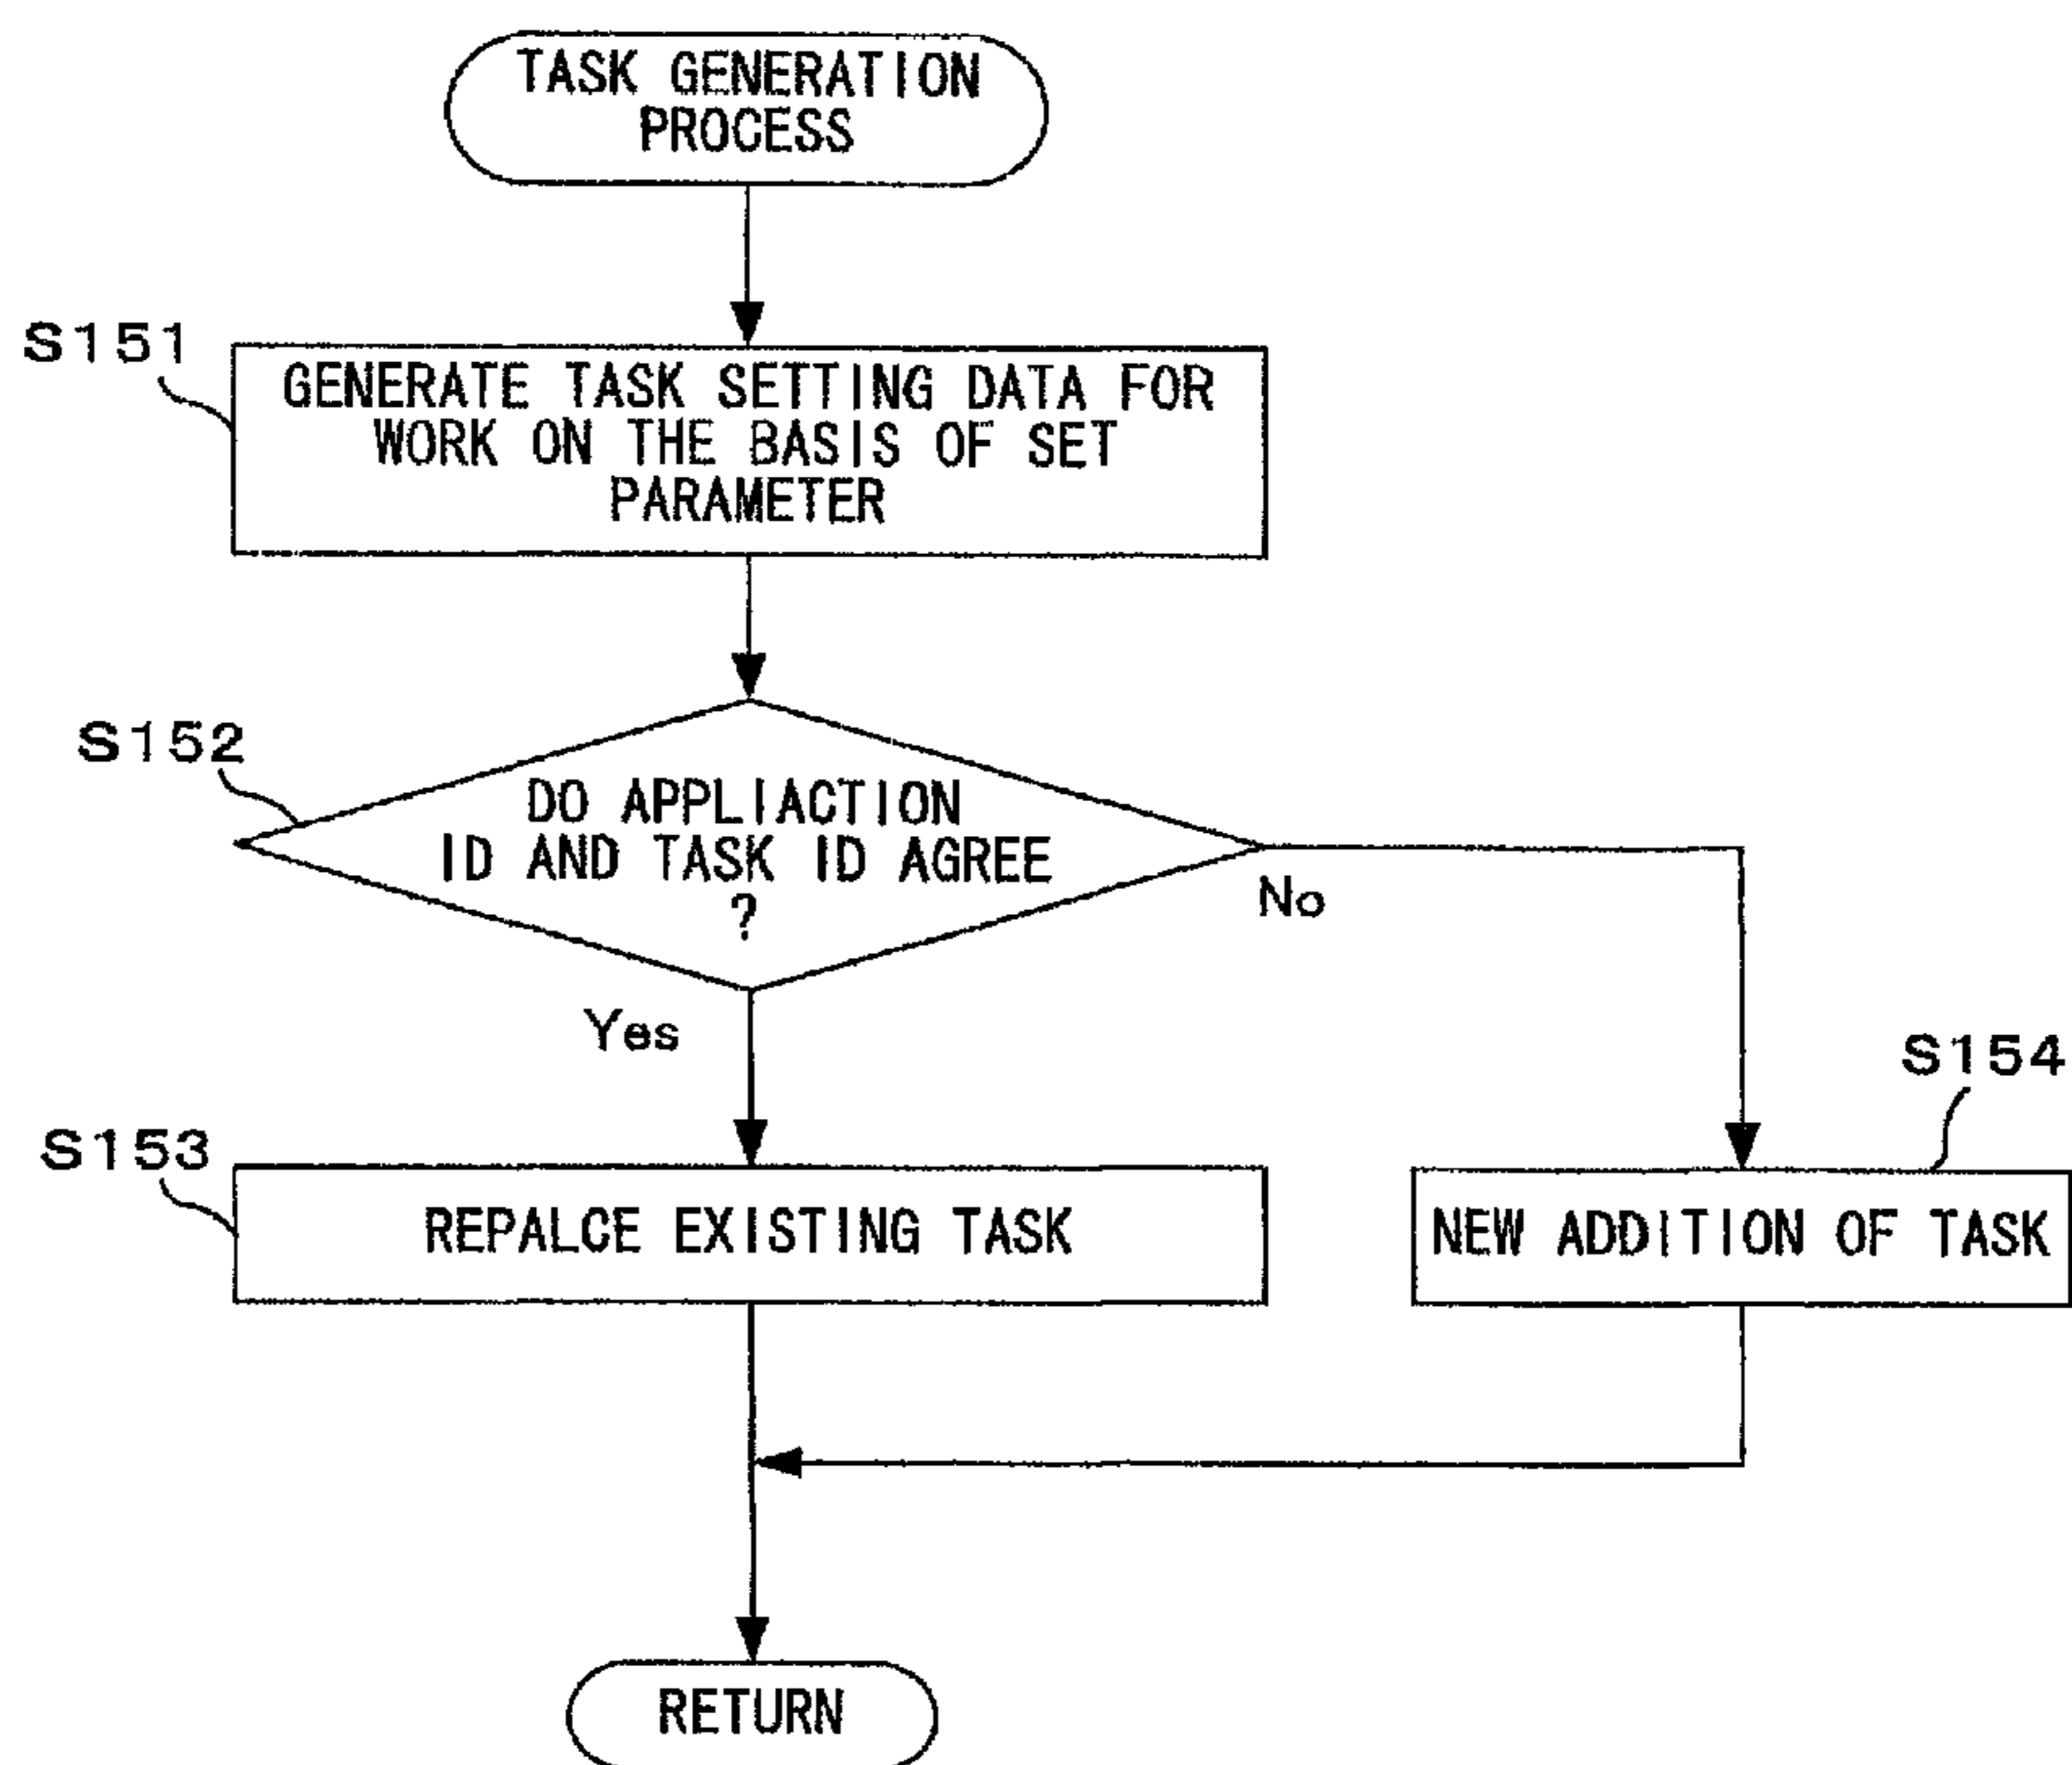 TASK GENERATION
PROCESS
S151
GENERATE TASK SETTING DATA FOR
WORK ON THE BASIS OF SET
PARAMETER
S152
DO APPLIACTION
ID AND TASK ID AGREE
?
No
Yes
S154
S153
REPALCE EXISTING TASK
NEW ADDITION OF TASK
RETURN